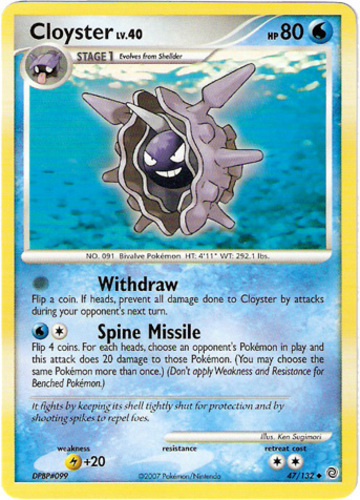 Cloyster LV.40 HP 80
STAGE 1 Evolves from Shellder
NO. 091 Bivalve Pokémon HT: 4'11" WT: 292.1 lbs.
Withdraw
Flip a coin. If heads, prevent all damage done to Cloyster by attacks
during your opponent's next turn.
Spine Missile
Flip 4 coins. For each heads, choose an opponent's Pokémon in play and
this attack does 20 damage to those Pokémon. (You may choose the
same Pokémon more than once.) (Don't apply Weakness and Resistance for
Benched Pokémon.)
It fights by keeping its shell tightly shut for protection and by
shooting spikes to repel foes.
Illus. Ken Sugimori
weakness resistance retreat cost
+20
DPBP#099 ©2007 Pokémon/Nintendo 47/132